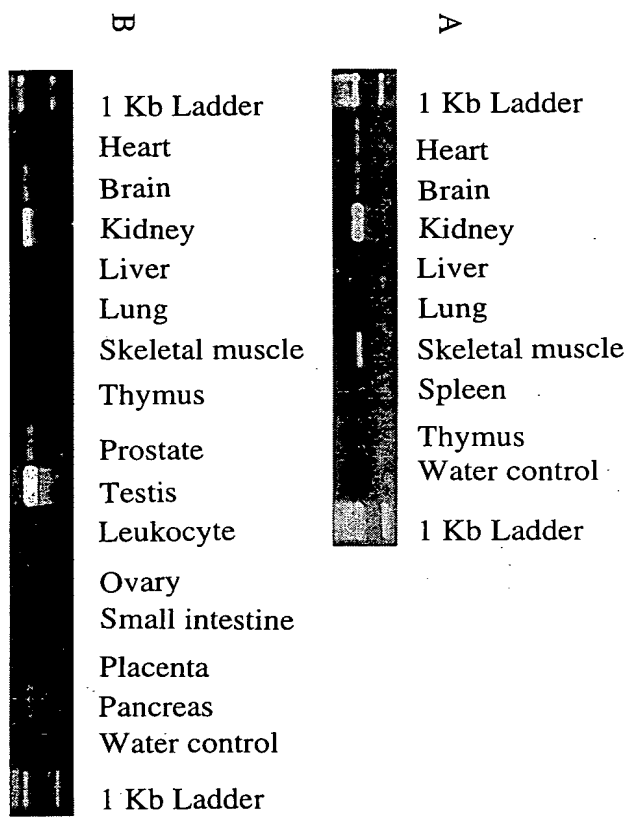 B
1 Kb Ladder
Heart
Brain
Kidney
Liver
Lung
Skeletal muscle
Thymus
Prostate
Testis
Leukocyte
Ovary
Small intestine
Placenta
Pancreas
Water control
1 Kb Ladder
A
1 Kb Ladder
Heart
Brain
Kidney
Liver
Lung
Skeletal muscle
Spleen
Thymus
Water control
1 Kb Ladder